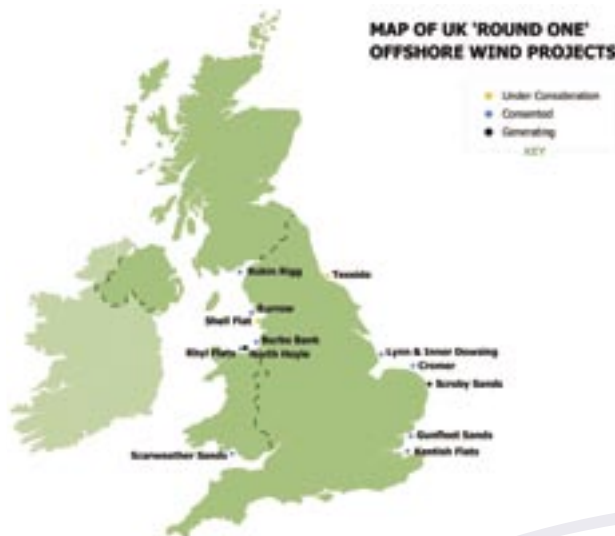 MAP OF UK 'ROUND ONE'
OFFSHORE WIND PROJECTS
Under Consideration
Consented
Generating
KEY
Robin Rigg
Teesside
Barrow
Shell Flat
Burbo Bank
Rhyl Flats
North Hoyle
Lynn & Inner Dowsing
Cromer
Scroby Sands
Gunfleet Sands
Kentish Flats
Scarweather Sands